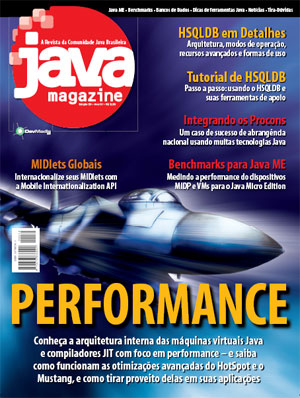 Java ME - Benchmarks - Bancos de Dados - Dicas de Ferramentas Java - Notícias - Tira-Dúvidas
A Revista da Comunidade Java Brasileira
java
magazine
DevMedia
HSQLDB em Detalhes
Arquitetura, modos de operação,
recursos avançados e formas de uso
Tutorial de HSQLDB
Passo a passo: usando o HSQLDB e
suas ferramentas de apoio
Integrando os Procons
Um caso de sucesso de abrangência
nacional usando muitas tecnologias Java
MIDlets Globais
Internacionalize seus MIDlets com
a Mobile Internationalization API
Benchmarks para Java ME
Medindo a performance dos dispositivos
MIDP e VMs para o Java Micro Edition
PERFORMANCE
Conheça a arquitetura interna das máquinas virtuais Java
e compiladores JIT com foco em performance – e saiba
como funcionam as otimizações avançadas do HotSpot e o
Mustang, e como tirar proveito delas em suas aplicações